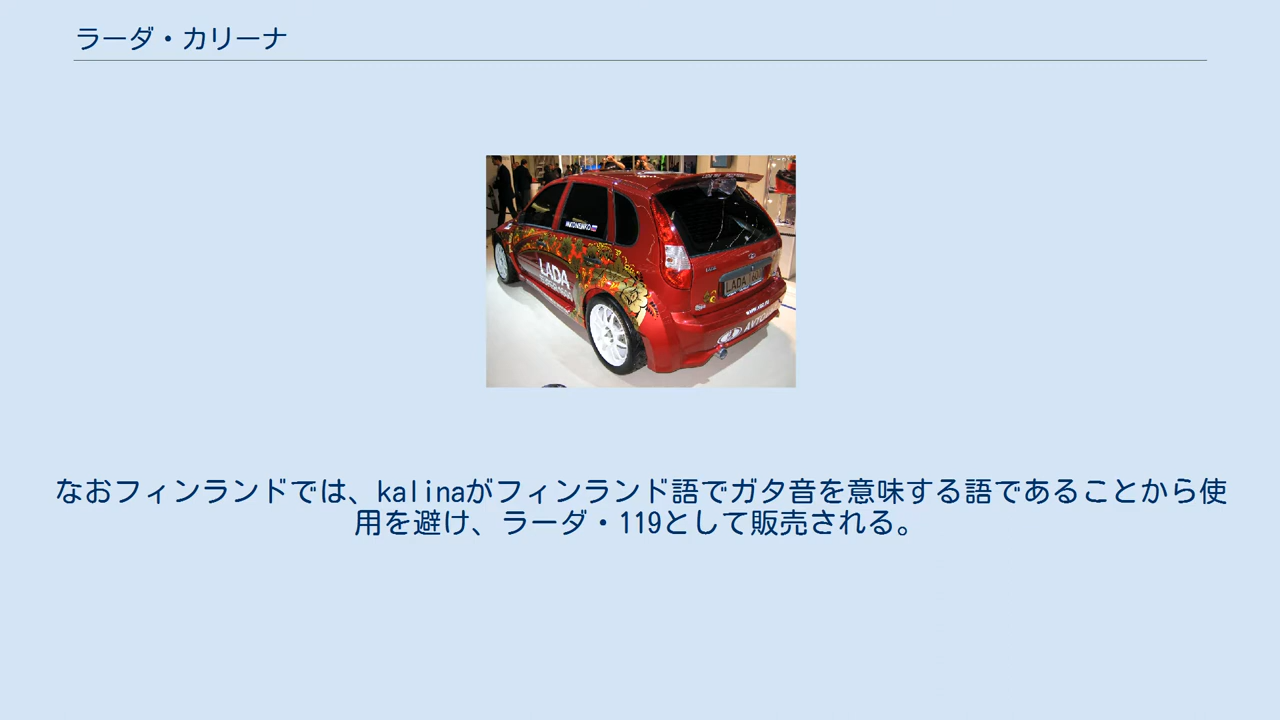 ラーダ・カリーナ
LADA
なおフィンランドでは、kalinaがフィンランド語でガタ音を意味する語であることから使
用を避け、ラーダ・119として販売される。